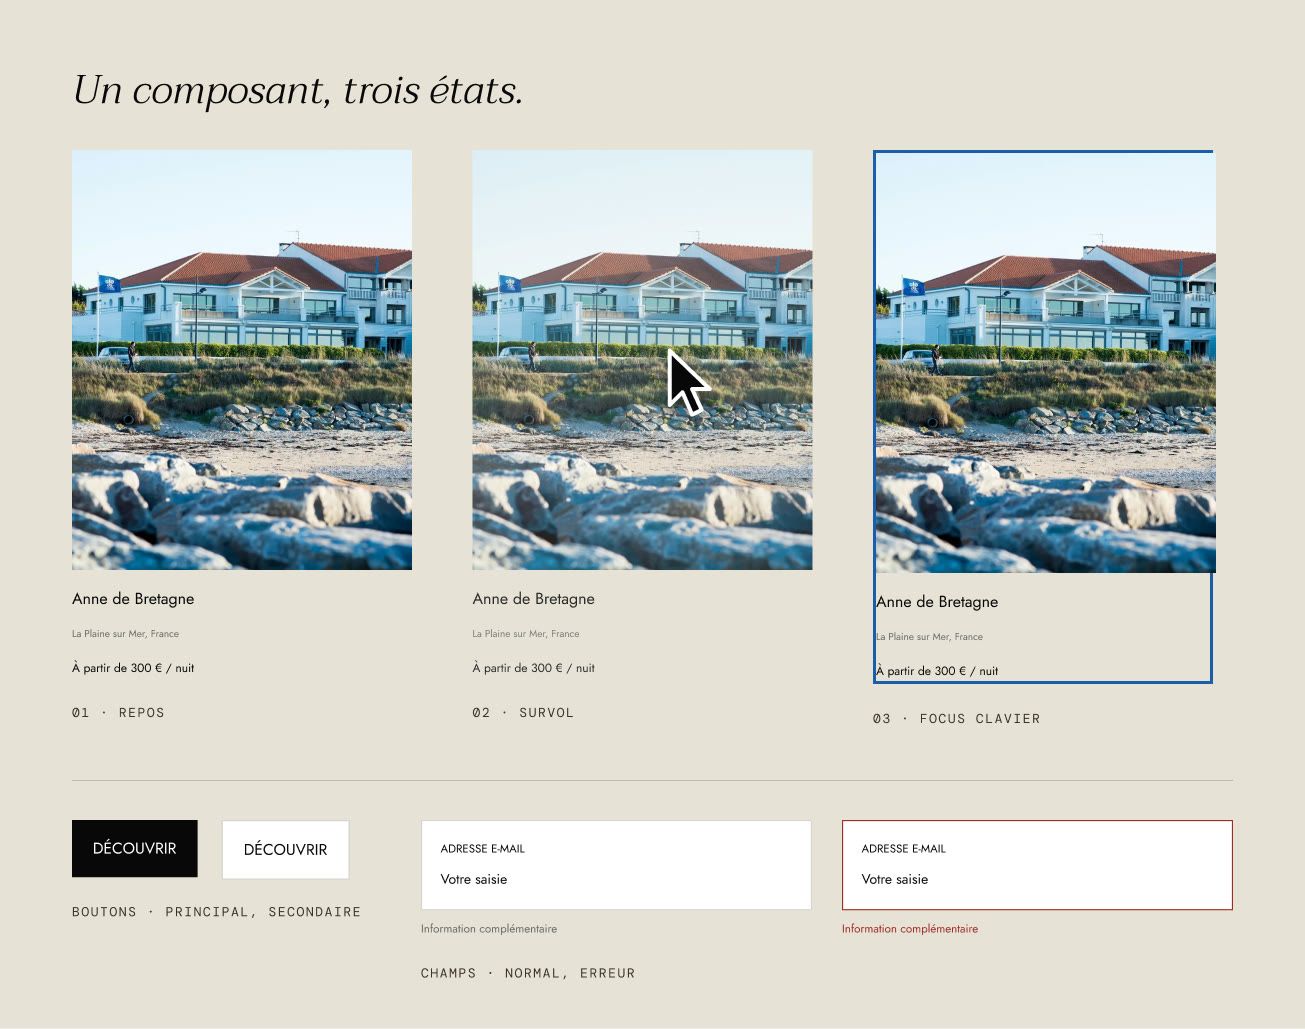 Un composant, trois états.
Anne de Bretagne
La Plaine sur Mer, France
À partir de 300 € / nuit
01 · REPOS
Anne de Bretagne
La Plaine sur Mer, France
À partir de 300 € / nuit
02 · SURVOL
Anne de Bretagne
La Plaine sur Mer, France
À partir de 300 € / nuit
03 · FOCUS CLAVIER
DÉCOUVRIR
DÉCOUVRIR
BOUTONS · PRINCIPAL, SECONDAIRE
ADRESSE E-MAIL
Votre saisie
Information complémentaire
CHAMPS · NORMAL, ERREUR
ADRESSE E-MAIL
Votre saisie
Information complémentaire